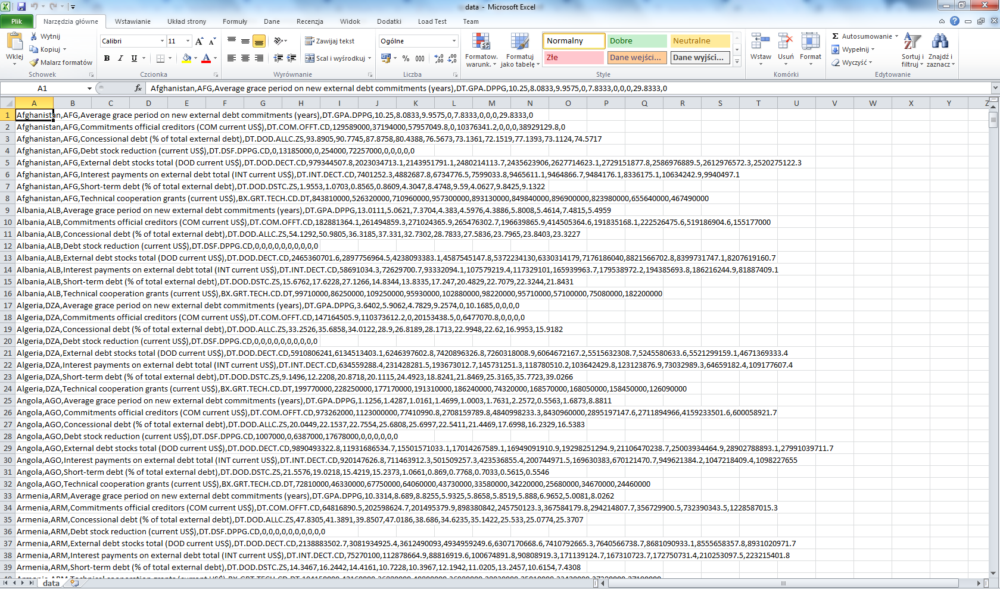 data - Microsoft Excel
Plik Narzędzia główne Wstawianie Układ strony Formuły Dane Recenzja Widok Dodatki Load Test Team
Wklej
Wytnij
Kopiuj
Malarz formatów
Schowek
Calibri 11
B I U
Czcionka
Zawijaj tekst
Scal i wyśrodkuj
Wyrównanie
Ogólne
% 000
Liczba
Formatow. warunk.
Formatuj jako tabelę
Normalny Dobre Neutralne
Złe Dane wejści... Dane wyjści...
Style
Wstaw Usuń Format
Komórki
Autosumowanie
Wypełnij
Wyczyść
Sortuj i filtruj
Znajdź i zaznacz
Edytowanie
A1 fx Afghanistan,AFG,Average grace period on new external debt commitments (years),DT.GPA.DPPG,10.25,8.0833,9.9575,0,7.8333,0,0,0,29.8333,0
A B C D E F G H I J K L M N O P Q R S T U V W X Y Z
1 Afghanistan,AFG,Average grace period on new external debt commitments (years),DT.GPA.DPPG,10.25,8.0833,9.9575,0,7.8333,0,0,0,29.8333,0
2 Afghanistan,AFG,Commitments official creditors (COM current US$),DT.COM.OFFT.CD,129589000,37194000,57957049.8,0,10376341.2,0,0,0,38929129.8,0
3 Afghanistan,AFG,Concessional debt (% of total external debt),DT.DOD.ALLC.ZS,93.8905,90.7745,87.8758,80.4388,76.5673,73.1361,72.1519,77.1393,73.1124,74.5717
4 Afghanistan,AFG,Debt stock reduction (current US$),DT.DSF.DPPG.CD,0,13185000,0,254000,72257000,0,0,0,0,0
5 Afghanistan,AFG,External debt stocks total (DOD current US$),DT.DOD.DECT.CD,979344507.8,2023034713.1,2143951791.1,2480214113.7,2435623906,2627714623.1,2729151877.8,2586976889.5,2612976572.3,2520275122.3
6 Afghanistan,AFG,Interest payments on external debt total (INT current US$),DT.INT.DECT.CD,7401252.3,4882687.8,6734776.5,7599033.8,9465611.1,9464866.7,9484176.1,8336175.1,10634242.9,9940497.1
7 Afghanistan,AFG,Short-term debt (% of total external debt),DT.DOD.DSTC.ZS,1.9553,1.0703,0.8565,0.8609,4.3047,8.4748,9.59,4.0627,9.8425,9.1322
8 Afghanistan,AFG,Technical cooperation grants (current US$),BX.GRT.TECH.CD.DT,843810000,526320000,710960000,957300000,893130000,849840000,896900000,823980000,655640000,467490000
9 Albania,ALB,Average grace period on new external debt commitments (years),DT.GPA.DPPG,13.0111,5.0621,7.3704,4.383,4.5976,4.3886,5.8008,5.4614,7.4815,5.4959
10 Albania,ALB,Commitments official creditors (COM current US$),DT.COM.OFFT.CD,182881364.1,261494859.3,271024365.9,265476302.7,196639865.9,414505364.6,191835168.1,222526475.6,519186904.6,155177000
11 Albania,ALB,Concessional debt (% of total external debt),DT.DOD.ALLC.ZS,54.1292,50.9805,36.3185,37.331,32.7302,28.7833,27.5836,23.7965,23.8403,23.3227
12 Albania,ALB,Debt stock reduction (current US$),DT.DSF.DPPG.CD,0,0,0,0,0,0,0,0,0,0
13 Albania,ALB,External debt stocks total (DOD current US$),DT.DOD.DECT.CD,2465360701.6,2897756964.5,4238093383.1,4587545147.8,5372234130,6330314179,7176186040,8821566702.8,8399731747.1,8207619160.7
14 Albania,ALB,Interest payments on external debt total (INT current US$),DT.INT.DECT.CD,58691034.3,72629700.7,93332094.1,107579219.4,117329101,165939963.7,179538972.2,194385693.8,186216244.9,81887409.1
15 Albania,ALB,Short-term debt (% of total external debt),DT.DOD.DSTC.ZS,15.6762,17.6228,27.1266,14.8344,13.8335,17.247,20.4829,22.7079,22.3244,21.8431
16 Albania,ALB,Technical cooperation grants (current US$),BX.GRT.TECH.CD.DT,99710000,86250000,109250000,95930000,102880000,98220000,95710000,57100000,75080000,182200000
17 Algeria,DZA,Average grace period on new external debt commitments (years),DT.GPA.DPPG,3.6402,5.9062,4.7829,9.2574,0,10.1685,0,0,0,0
18 Algeria,DZA,Commitments official creditors (COM current US$),DT.COM.OFFT.CD,147164505.9,110373612.2,0,20153438.5,0,6477070.8,0,0,0,0
19 Algeria,DZA,Concessional debt (% of total external debt),DT.DOD.ALLC.ZS,33.2526,35.6858,34.0122,28.9,26.8189,28.1713,22.9948,22.62,16.9953,15.9182
20 Algeria,DZA,Debt stock reduction (current US$),DT.DSF.DPPG.CD,0,0,0,0,0,0,0,0,0,0
21 Algeria,DZA,External debt stocks total (DOD current US$),DT.DOD.DECT.CD,5910806241,6134513403.1,6246397602.8,7420896326.8,7260318008.9,6064672167.2,5515632308.7,5245580633.6,5521299159.1,4671369333.4
22 Algeria,DZA,Interest payments on external debt total (INT current US$),DT.INT.DECT.CD,634559288.4,231428281.5,193673012.7,145731251.3,118780510.2,103642429.8,123123876.9,73032989.3,64659182.4,109177607.4
23 Algeria,DZA,Short-term debt (% of total external debt),DT.DOD.DSTC.ZS,9.1496,12.2208,20.8718,20.1115,24.4923,18.8241,21.8469,25.3165,35.7723,39.0266
24 Algeria,DZA,Technical cooperation grants (current US$),BX.GRT.TECH.CD.DT,199770000,228250000,177170000,191310000,186240000,74320000,168570000,168050000,158450000,126090000
25 Angola,AGO,Average grace period on new external debt commitments (years),DT.GPA.DPPG,1.1256,1.4287,1.0161,1.4699,1.0003,1.7631,2.2572,0.5563,1.6873,8.8811
26 Angola,AGO,Commitments official creditors (COM current US$),DT.COM.OFFT.CD,973262000,1123000000,77410990.8,2708159789.8,4840998233.3,8430960000,2895197147.6,2711894966,4159233501.6,600058921.7
27 Angola,AGO,Concessional debt (% of total external debt),DT.DOD.ALLC.ZS,20.0449,22.1537,22.7554,25.6808,25.6997,22.5411,21.4469,17.6998,16.2329,16.5383
28 Angola,AGO,Debt stock reduction (current US$),DT.DSF.DPPG.CD,1007000,0,6387000,17678000,0,0,0,0,0,0
29 Angola,AGO,External debt stocks total (DOD current US$),DT.DOD.DECT.CD,9890493322.8,11931686534.7,15501571033.1,17014267589.1,16949091910.9,19298251294.9,21106470238.7,25003934464.9,28902788893.1,27991039711.7
30 Angola,AGO,Interest payments on external debt total (INT current US$),DT.INT.DECT.CD,920147626.8,711463912.3,501509257.3,423536855.4,200744971.5,169630383,670121470.7,949621384.2,1047218409.4,1098227655
31 Angola,AGO,Short-term debt (% of total external debt),DT.DOD.DSTC.ZS,21.5576,19.0218,15.4219,15.2373,1.0661,0.869,0.7768,0.7033,0.5615,0.5546
32 Angola,AGO,Technical cooperation grants (current US$),BX.GRT.TECH.CD.DT,72810000,46330000,67750000,64060000,43730000,33580000,34220000,25680000,34670000,24460000
33 Armenia,ARM,Average grace period on new external debt commitments (years),DT.GPA.DPPG,10.3314,8.689,8.8255,5.9325,5.8658,5.8519,5.888,6.9652,5.0081,8.0262
34 Armenia,ARM,Commitments official creditors (COM current US$),DT.COM.OFFT.CD,64816890.5,202598624.7,201495379.9,898380842,245750123.3,367584179.8,294214807.7,356729900.5,732390343.5,1228587015.3
35 Armenia,ARM,Concessional debt (% of total external debt),DT.DOD.ALLC.ZS,47.8305,41.3891,39.8507,47.0186,38.686,34.6235,35.1422,25.533,25.0774,25.3707
36 Armenia,ARM,Debt stock reduction (current US$),DT.DSF.DPPG.CD,0,0,0,0,0,0,0,0,0,0
37 Armenia,ARM,External debt stocks total (DOD current US$),DT.DOD.DECT.CD,2138883502.7,3081934925.4,3612490093,4934959249.6,6307170668.6,7410792665.3,7640566738.7,8681090933.1,8555658357.8,8931020971.7
38 Armenia,ARM,Interest payments on external debt total (INT current US$),DT.INT.DECT.CD,75270100,112878664.9,88816919.6,100674891.8,90808919.3,171139124.7,167310723.7,172750731.4,210253097.5,223215401.8
39 Armenia,ARM,Short-term debt (% of total external debt),DT.DOD.DSTC.ZS,14.3467,16.2442,14.4161,10.7228,10.3967,12.1942,11.0205,13.2457,10.6154,7.4308
data